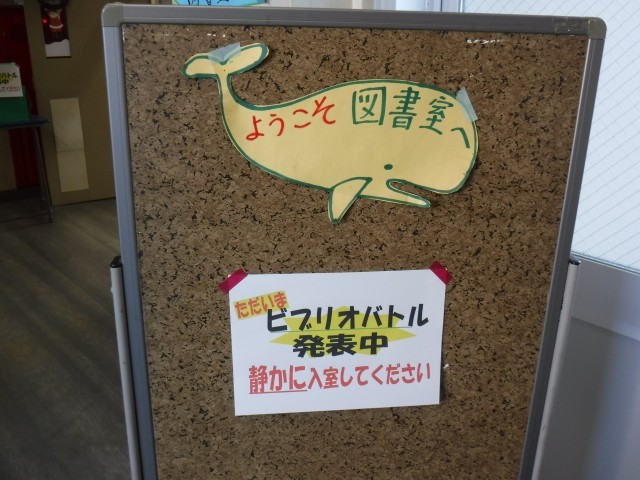 ようこそ 図書室へ
ただいま
ビブリオバトル
発表中
静かに入室してください